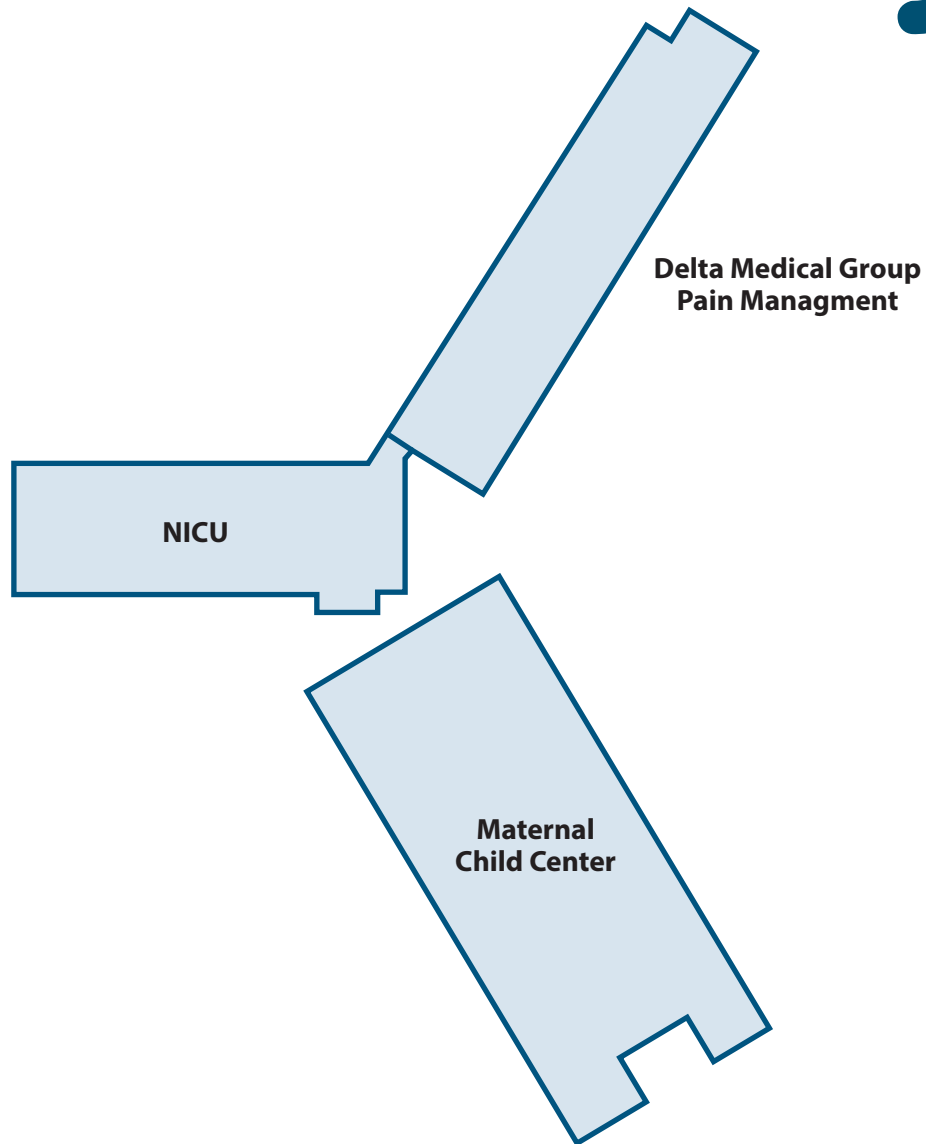 Delta Medical Group
Pain Managment
NICU
Maternal
Child Center